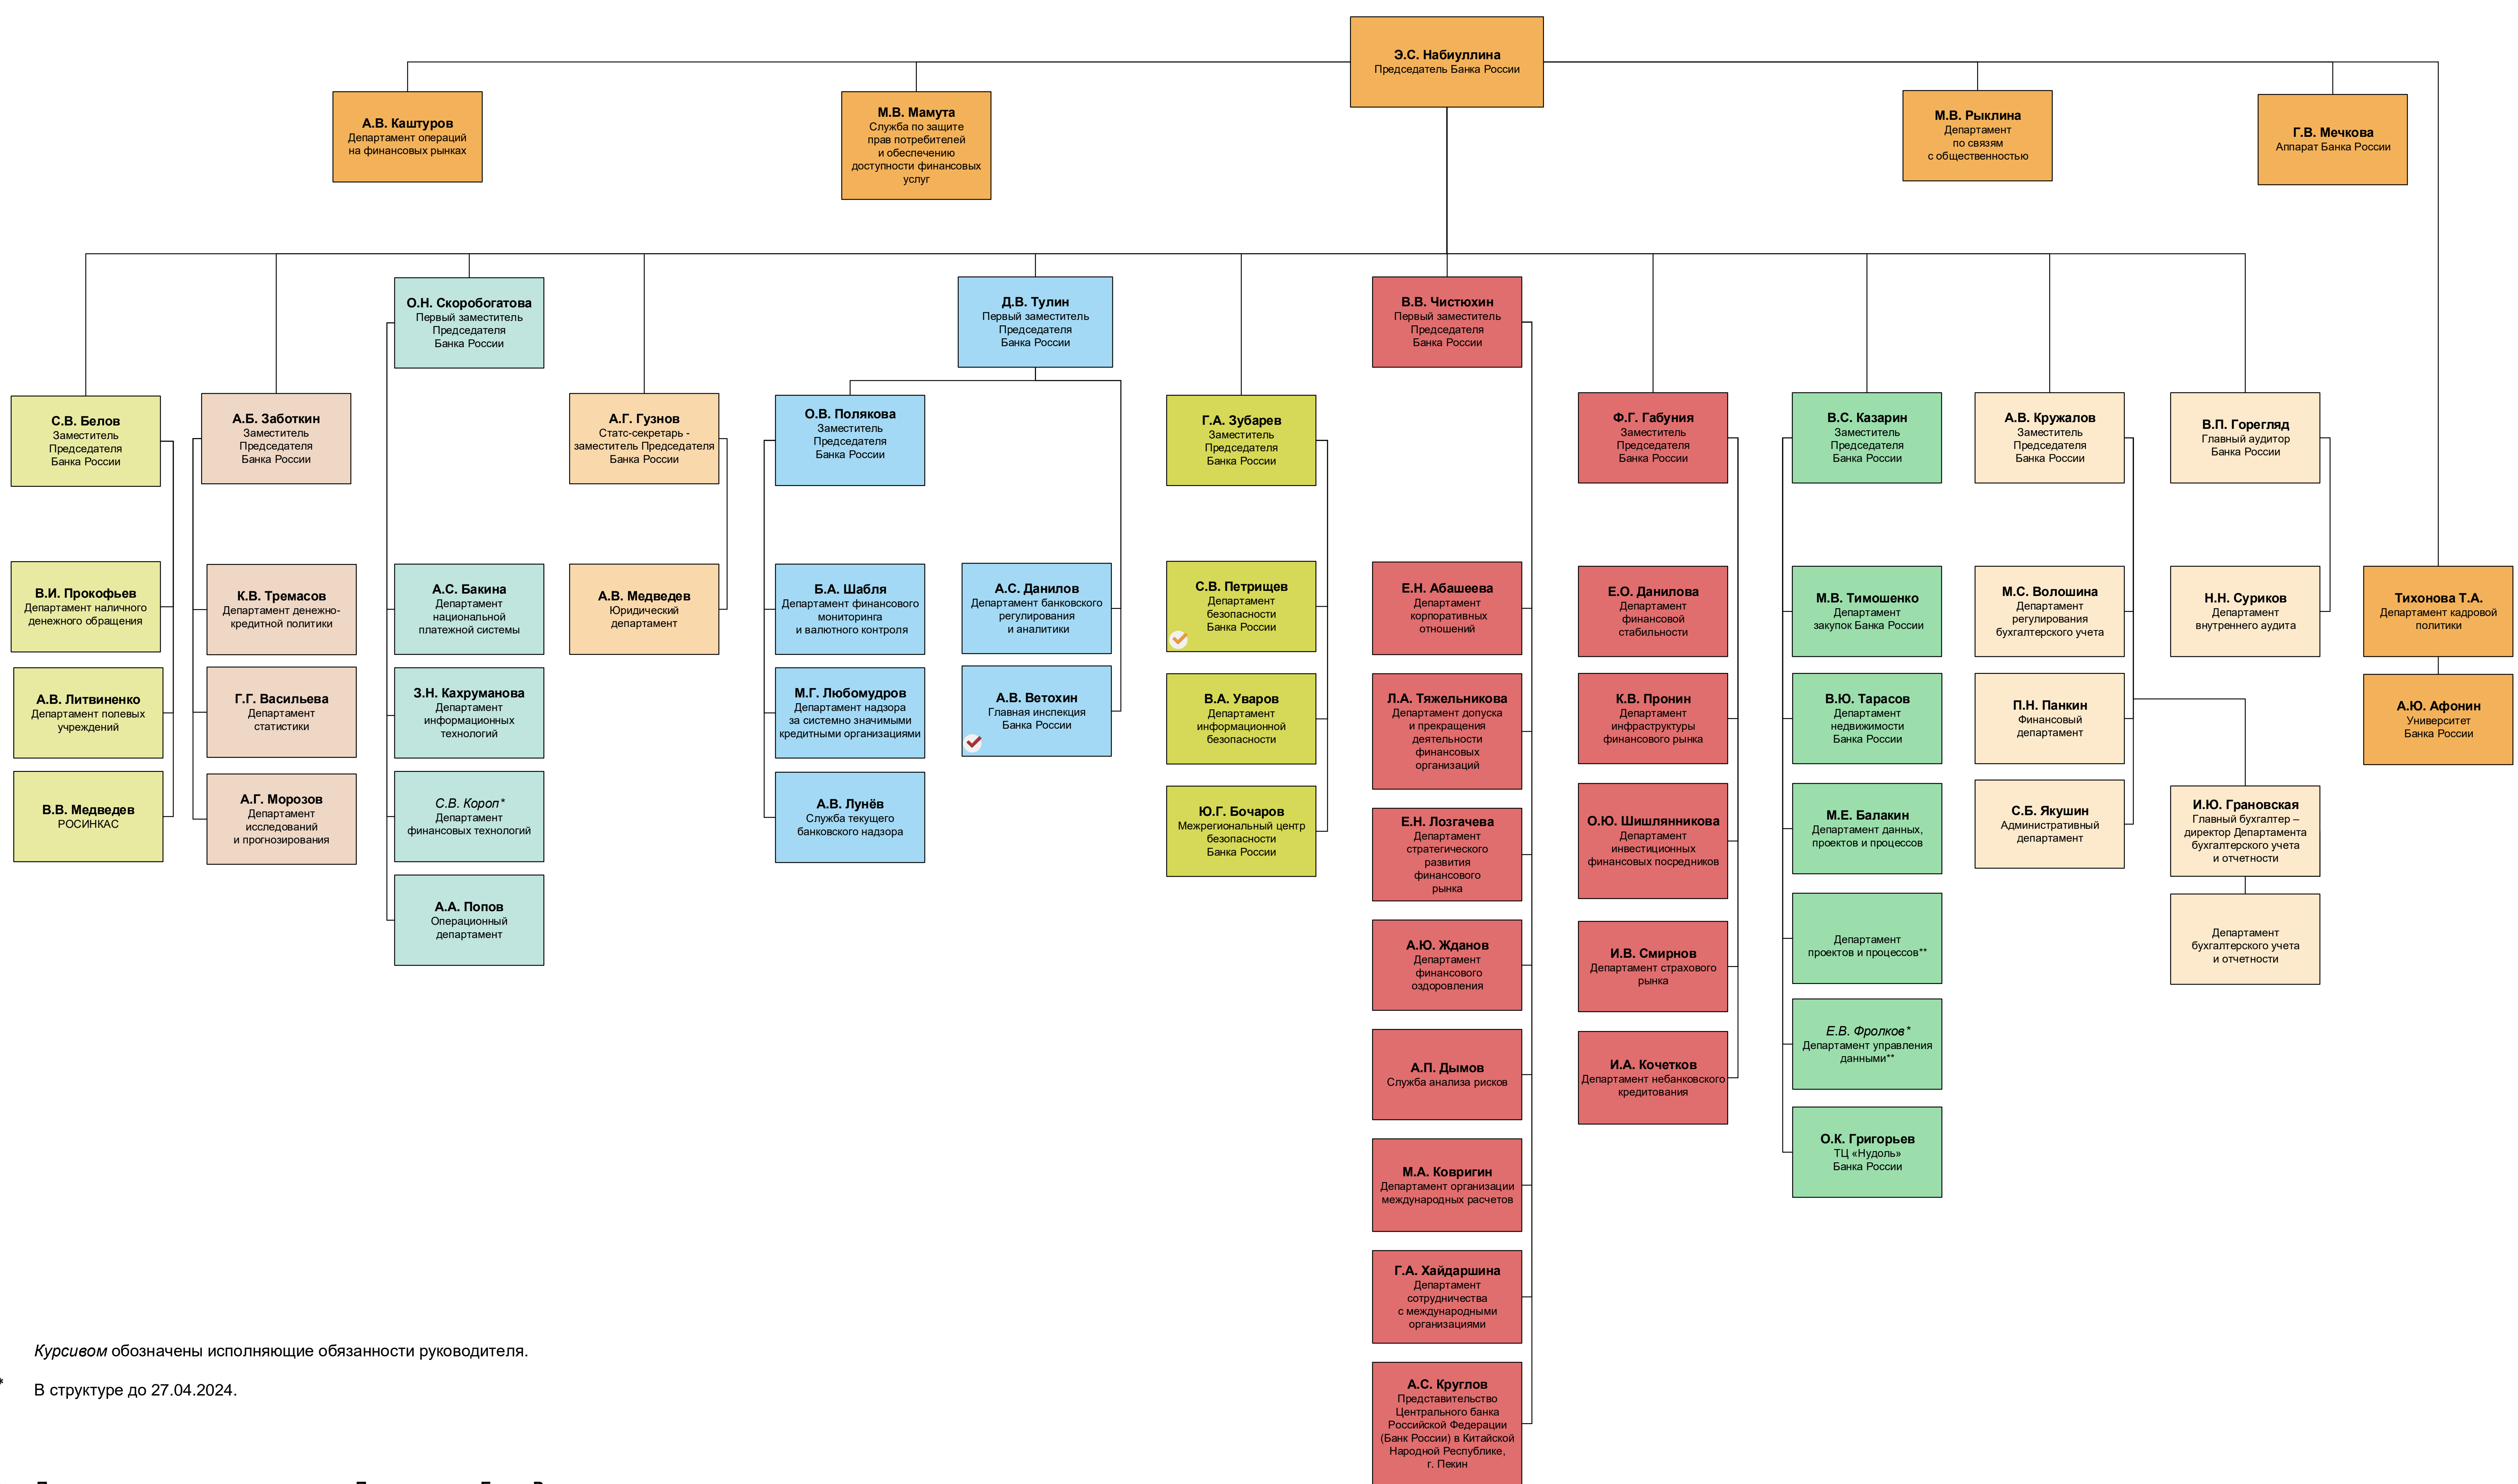 Э.С. Набиуллина
Председатель Банка России
А.В. Каштуров
Департамент операций
на финансовых рынках
М.В. Мамута
Служба по защите
прав потребителей
и обеспечению
доступности финансовых
услуг
М.В. Рыклина
Департамент
по связям
с общественностью
Г.В. Мечкова
Аппарат Банка России
О.Н. Скоробогатова
Первый заместитель
Председателя
Банка России
Д.В. Тулин
Первый заместитель
Председателя
Банка России
В.В. Чистюхин
Первый заместитель
Председателя
Банка России
С.В. Белов
Заместитель
Председателя
Банка России
А.Б. Заботкин
Заместитель
Председателя
Банка России
А.Г. Гузнов
Статс-секретарь -
заместитель Председателя
Банка России
О.В. Полякова
Заместитель
Председателя
Банка России
Г.А. Зубарев
Заместитель
Председателя
Банка России
Ф.Г. Габуния
Заместитель
Председателя
Банка России
В.С. Казарин
Заместитель
Председателя
Банка России
А.В. Кружалов
Заместитель
Председателя
Банка России
В.П. Горегляд
Главный аудитор
Банка России
В.И. Прокофьев
Департамент наличного
денежного обращения
А.В. Литвиненко
Департамент полевых
учреждений
В.В. Медведев
РОСИНКАС
К.В. Тремасов
Департамент денежно-
кредитной политики
Г.Г. Васильева
Департамент
статистики
А.Г. Морозов
Департамент
исследований
и прогнозирования
А.С. Бакина
Департамент
национальной
платежной системы
З.Н. Кахруманова
Департамент
информационных
технологий
С.В. Короп*
Департамент
финансовых технологий
А.А. Попов
Операционный
департамент
А.В. Медведев
Юридический
департамент
Б.А. Шабля
Департамент финансового
мониторинга
и валютного контроля
М.Г. Любомудров
Департамент надзора
за системно значимыми
кредитными организациями
А.В. Лунёв
Служба текущего
банковского надзора
А.С. Данилов
Департамент банковского
регулирования
и аналитики
А.В. Ветохин
Главная инспекция
Банка России
С.В. Петрищев
Департамент
безопасности
Банка России
В.А. Уваров
Департамент
информационной
безопасности
Ю.Г. Бочаров
Межрегиональный центр
безопасности
Банка России
Е.Н. Абашеева
Департамент
корпоративных
отношений
Л.А. Тяжельникова
Департамент допуска
и прекращения
деятельности
финансовых
организаций
Е.Н. Лозгачева
Департамент
стратегического
развития
финансового
рынка
А.Ю. Жданов
Департамент
финансового
оздоровления
А.П. Дымов
Служба анализа рисков
М.А. Ковригин
Департамент организации
международных расчетов
Г.А. Хайдаршина
Департамент
сотрудничества
с международными
организациями
А.С. Круглов
Представительство
Центрального банка
Российской Федерации
(Банк России) в Китайской
Народной Республике,
г. Пекин
Е.О. Данилова
Департамент
финансовой
стабильности
К.В. Пронин
Департамент
инфраструктуры
финансового рынка
О.Ю. Шишлянникова
Департамент
инвестиционных
финансовых посредников
И.В. Смирнов
Департамент страхового
рынка
И.А. Кочетков
Департамент небанковского
кредитования
М.В. Тимошенко
Департамент
закупок Банка России
В.Ю. Тарасов
Департамент
недвижимости
Банка России
М.Е. Балакин
Департамент данных,
проектов и процессов
Департамент
проектов и процессов**
Е.В. Фролков*
Департамент управления
данными**
О.К. Григорьев
ТЦ «Нудоль»
Банка России
М.С. Волошина
Департамент
регулирования
бухгалтерского учета
П.Н. Панкин
Финансовый
департамент
С.Б. Якушин
Административный
департамент
Н.Н. Суриков
Департамент
внутреннего аудита
И.Ю. Грановская
Главный бухгалтер –
директор Департамента
бухгалтерского учета
и отчетности
Департамент
бухгалтерского учета
и отчетности
Тихонова Т.А.
Департамент кадровой
политики
А.Ю. Афонин
Университет
Банка России
Курсивом обозначены исполняющие обязанности руководителя.
* В структуре до 27.04.2024.